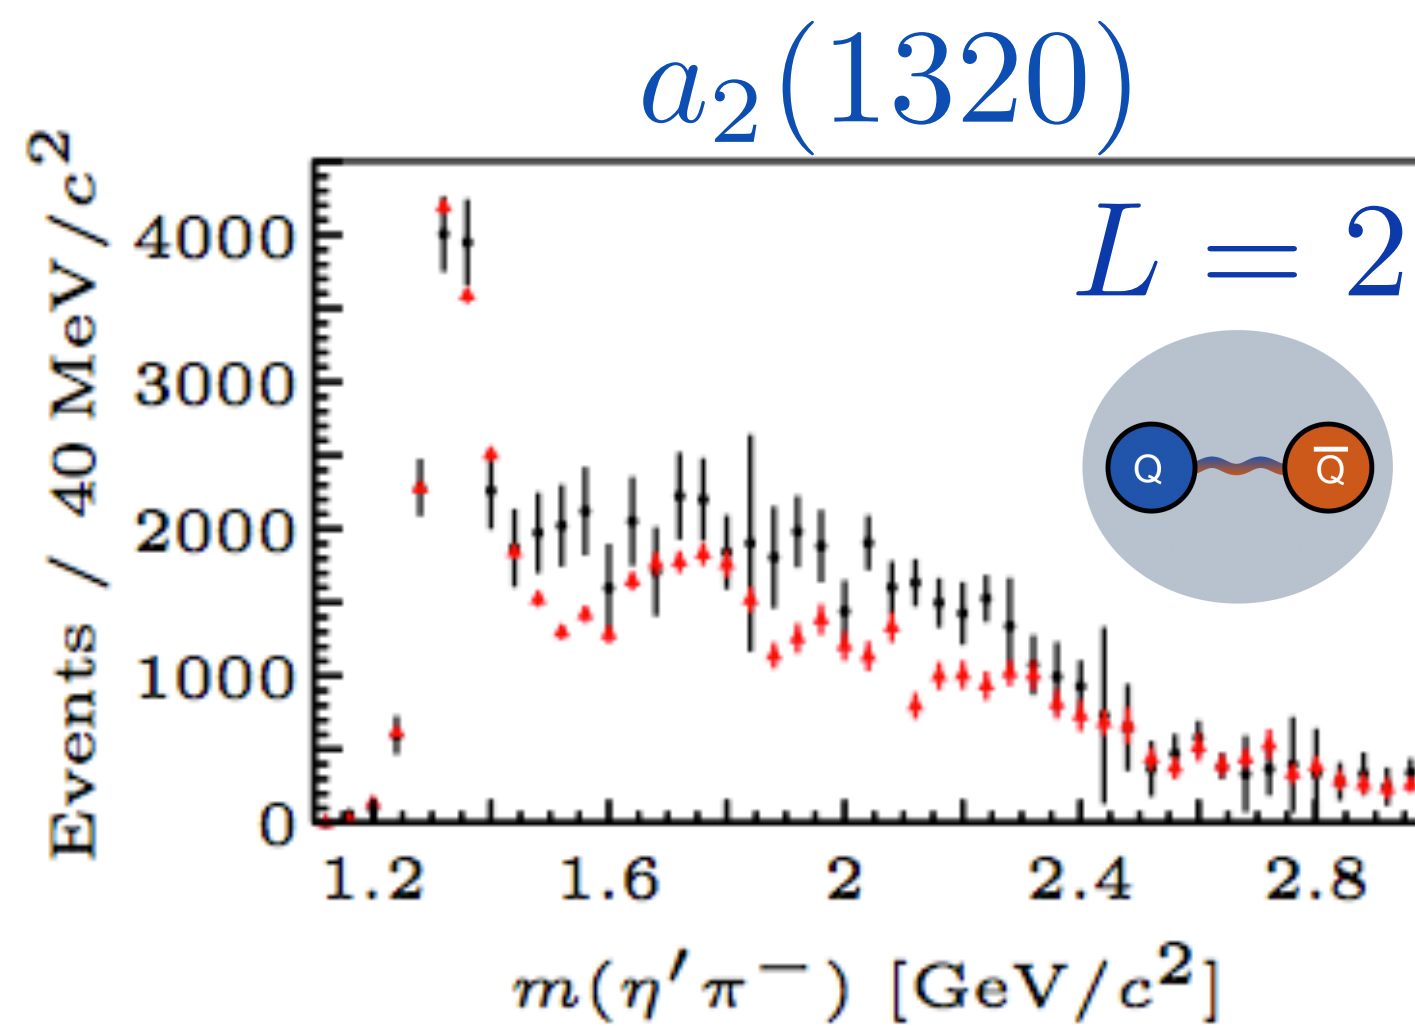 a₂(1320)
L = 2
Q Q̅
Events / 40 MeV/c²
4000
3000
2000
1000
0
1.2 1.6 2 2.4 2.8
m(η′π⁻) [GeV/c²]